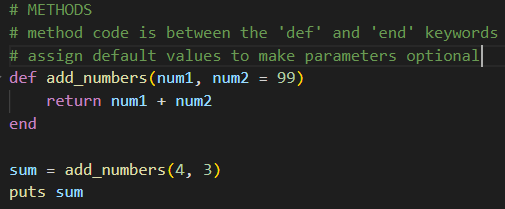 # METHODS
# method code is between the 'def' and 'end' keywords
# assign default values to make parameters optional
def add_numbers(num1, num2 = 99)
    return num1 + num2
end

sum = add_numbers(4, 3)
puts sum